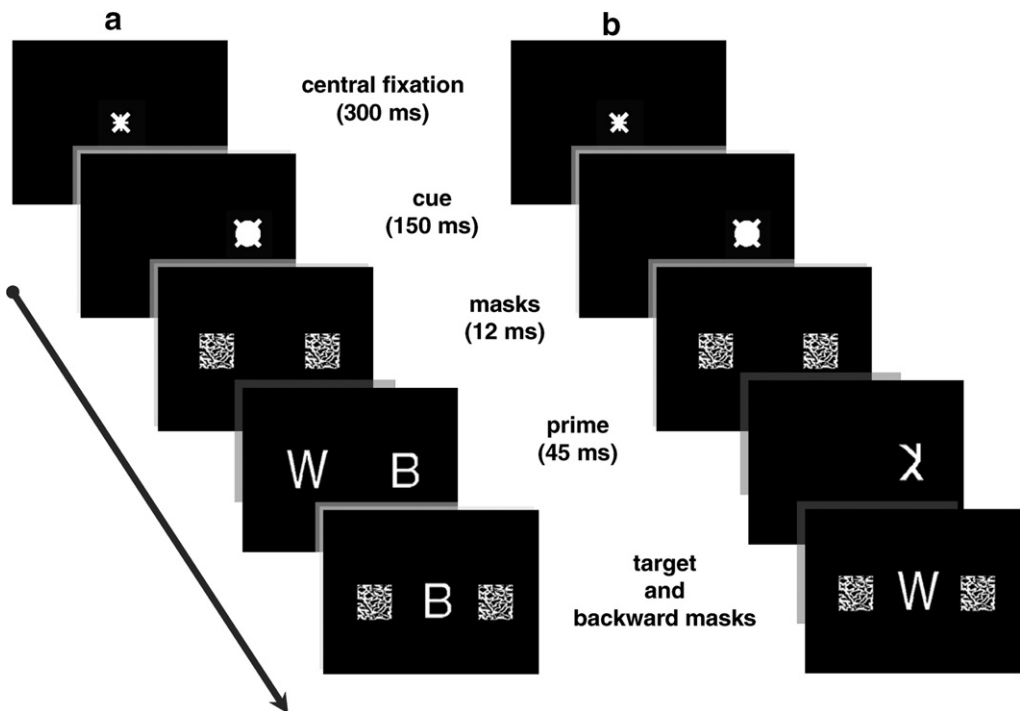 a
b
central fixation
(300 ms)
cue
(150 ms)
masks
(12 ms)
W B
prime
(45 ms)
B
target
and
backward masks
W